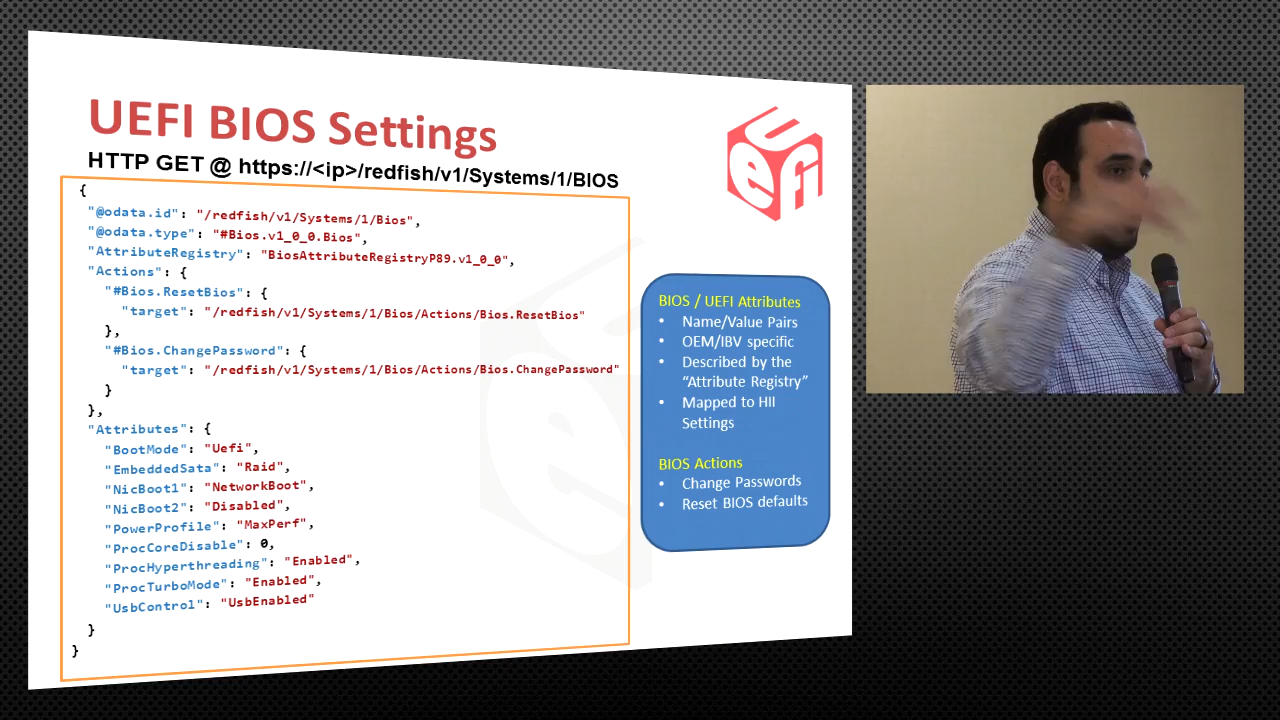 UEFI BIOS Settings
HTTP GET @ https://<ip>/redfish/v1/Systems/1/BIOS
{
"@odata.id": "/redfish/v1/Systems/1/Bios",
"@odata.type": "#Bios.v1_0_0.Bios",
"AttributeRegistry": "BiosAttributeRegistryP89.v1_0_0",
"Actions": {
"#Bios.ResetBios": {
"target": "/redfish/v1/Systems/1/Bios/Actions/Bios.ResetBios"
},
"#Bios.ChangePassword": {
"target": "/redfish/v1/Systems/1/Bios/Actions/Bios.ChangePassword"
}
},
"Attributes": {
"BootMode": "Uefi",
"EmbeddedSata": "Raid",
"NicBoot1": "NetworkBoot",
"NicBoot2": "Disabled",
"PowerProfile": "MaxPerf",
"ProcCoreDisable": 0,
"ProcHyperthreading": "Enabled",
"ProcTurboMode": "Enabled",
"UsbControl": "UsbEnabled"
}
}
UEFI
BIOS / UEFI Attributes
• Name/Value Pairs
• OEM/IBV specific
• Described by the
“Attribute Registry”
• Mapped to HII
Settings
BIOS Actions
• Change Passwords
• Reset BIOS defaults